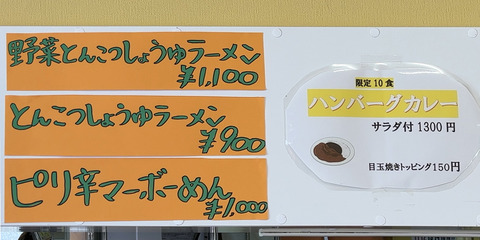 野菜とんこつしょうゆラーメン
¥1,100
とんこつしょうゆラーメン
¥900
ピリ辛マーボーめん
¥1,000
限定10食
ハンバーグカレー
サラダ付 1300円
目玉焼きトッピング150円